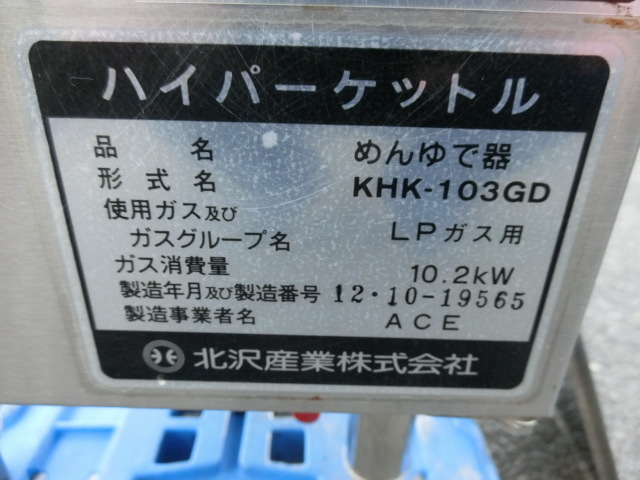 ハイパーケットル
品名 めんゆで器
形式名 KHK-103GD
使用ガス及び
ガスグループ名 LPガス用
ガス消費量 10.2kW
製造年月及び製造番号 12・10-19565
製造事業者名 ACE
北沢産業株式会社